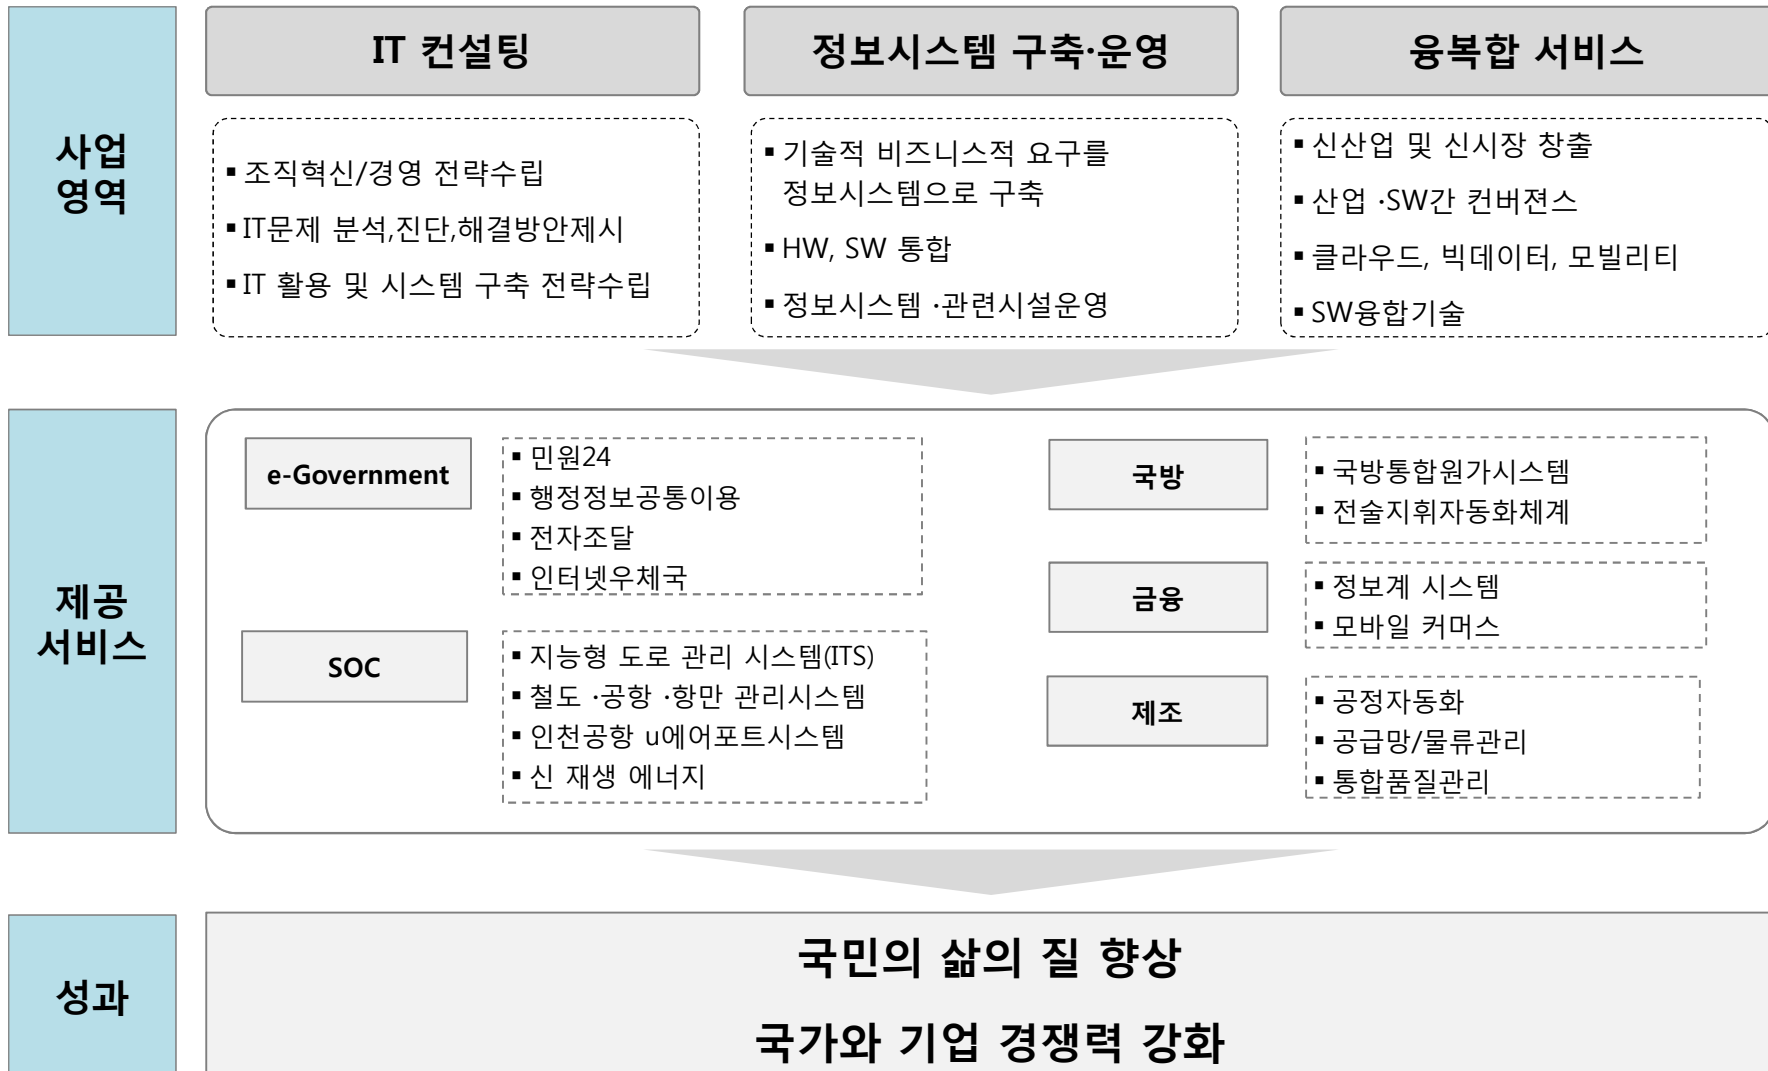 사업
영역
IT 컨설팅
▪ 조직혁신/경영 전략수립
▪ IT문제 분석,진단,해결방안제시
▪ IT 활용 및 시스템 구축 전략수립
정보시스템 구축·운영
▪ 기술적 비즈니스적 요구를
정보시스템으로 구축
▪ HW, SW 통합
▪ 정보시스템 ·관련시설운영
융복합 서비스
▪ 신산업 및 신시장 창출
▪ 산업 ·SW간 컨버젼스
▪ 클라우드, 빅데이터, 모빌리티
▪ SW융합기술
제공
서비스
e-Government
▪ 민원24
▪ 행정정보공통이용
▪ 전자조달
▪ 인터넷우체국
SOC
▪ 지능형 도로 관리 시스템(ITS)
▪ 철도 ·공항 ·항만 관리시스템
▪ 인천공항 u에어포트시스템
▪ 신 재생 에너지
국방
▪ 국방통합원가시스템
▪ 전술지휘자동화체계
금융
▪ 정보계 시스템
▪ 모바일 커머스
제조
▪ 공정자동화
▪ 공급망/물류관리
▪ 통합품질관리
성과
국민의 삶의 질 향상
국가와 기업 경쟁력 강화